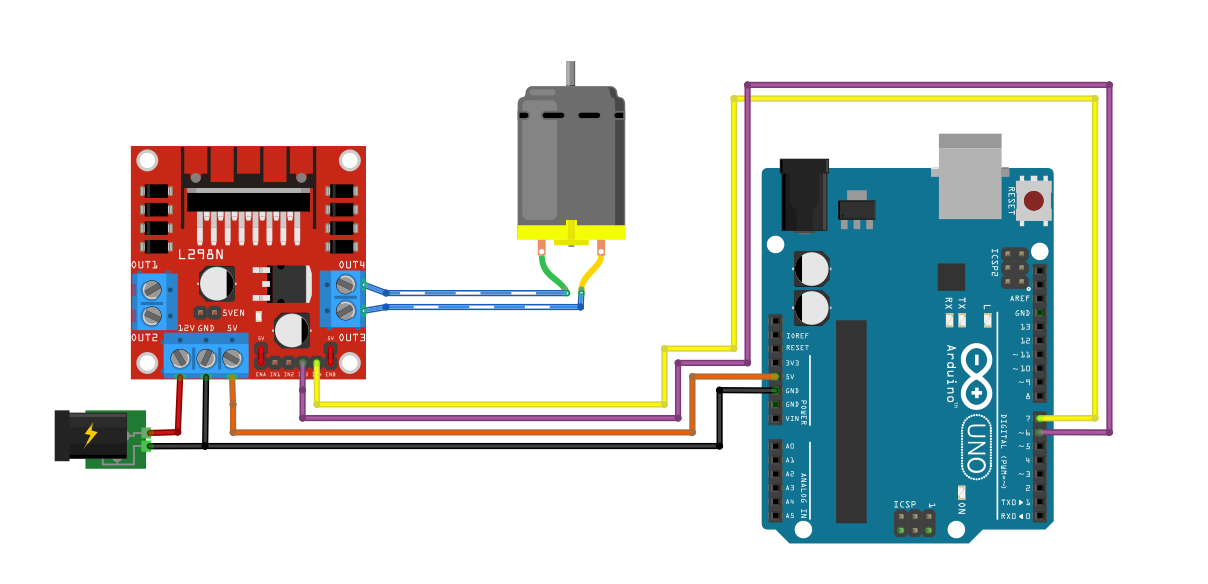 L298N
OUT1
OUT4
5VEN
OUT2
12V GND 5V
5V
5V
OUT3
ENA IN1 IN2 IN3 IN4 ENB
RESET
ICSP2
AREF
GND
13
12
~11
~10
~9
8
RX
TX
L
IOREF
RESET
3V3
5V
GND
GND
VIN
POWER
Arduino™
UNO
7
~6
~5
4
~3
2
TX0▶1
RX0◀0
DIGITAL (PWM=~)
A0
A1
A2
A3
A4
A5
ANALOG IN
ON
ICSP
1